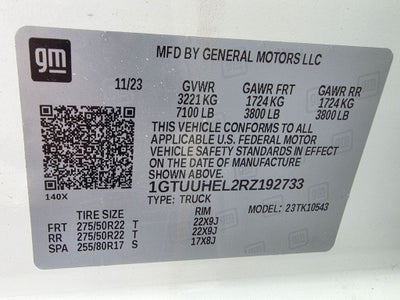 gm
MFD BY GENERAL MOTORS LLC
11/23 GVWR GAWR FRT GAWR RR
3221 KG 1724 KG 1724 KG
7100 LB 3800 LB 3800 LB
THIS VEHICLE CONFORMS TO ALL
APPLICABLE U.S. FEDERAL MOTOR
VEHICLE SAFETY STANDARDS IN
EFFECT ON THE DATE OF MANUFACTURE
SHOWN ABOVE.
1GTUUHEL2RZ192733
140X
TYPE: TRUCK MODEL: 23TK10543
TIRE SIZE RIM
FRT 275/50R22 T 22X9J
RR 275/50R22 T 22X9J
SPA 255/80R17 S 17X8J